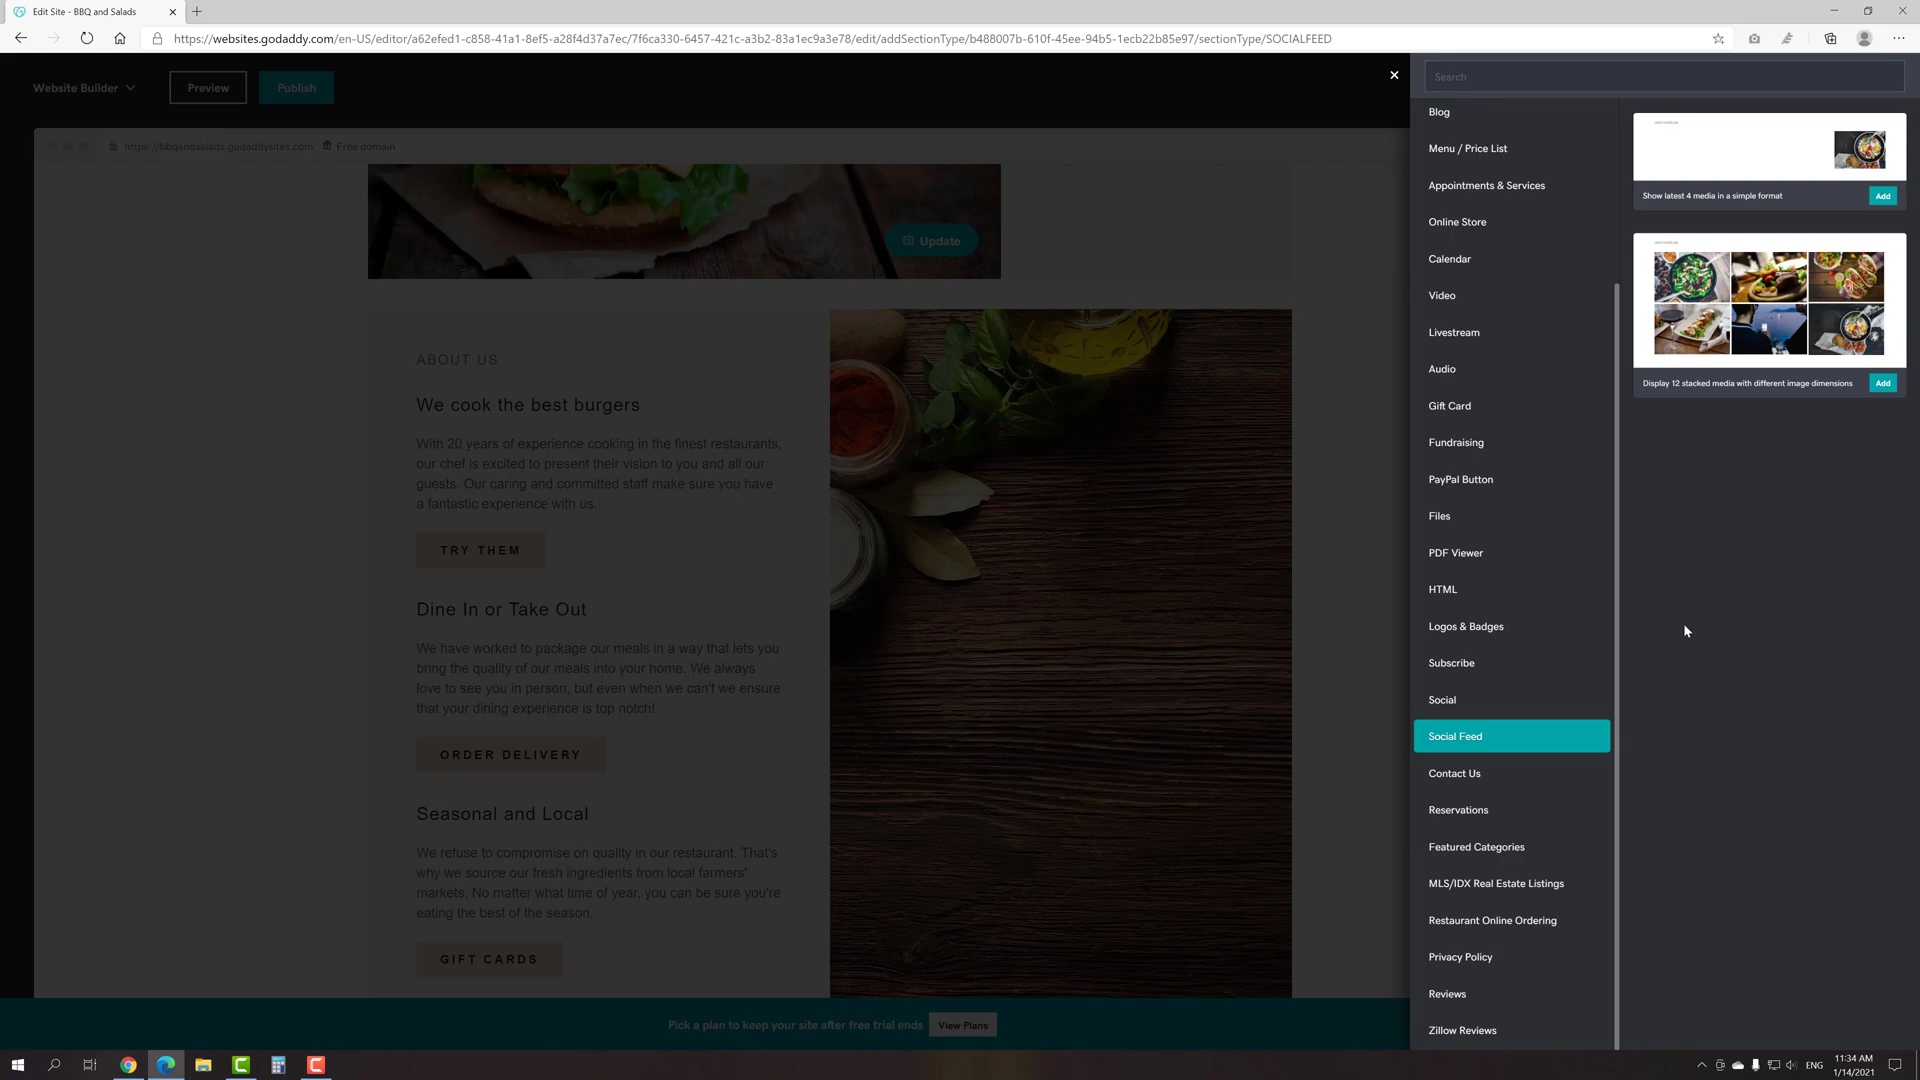 Edit Site - BBQ and Salads
https://websites.godaddy.com/en-US/editor/a62efed1-c858-41a1-8ef5-a28f4d37a7ec/7f6ca330-6457-421c-a3b2-83a1ec9a3e78/edit/addSectionType/b488007b-610f-45ee-94b5-1ecb22b85e97/sectionType/SOCIALFEED
Website Builder
Preview
Publish
https://bbqandsalads.godaddysites.com
Free domain
Update
ABOUT US
We cook the best burgers
With 20 years of experience cooking in the finest restaurants,
our chef is excited to present their vision to you and all our
guests. Our caring and committed staff make sure you have
a fantastic experience with us.
TRY THEM
Dine In or Take Out
We have worked to package our meals in a way that lets you
bring the quality of our meals into your home. We always
love to see you in person, but even when we can't we ensure
that your dining experience is top notch!
ORDER DELIVERY
Seasonal and Local
We refuse to compromise on quality in our restaurant. That's
why we source our fresh ingredients from local farmers'
markets. No matter what time of year, you can be sure you're
eating the best of the season.
GIFT CARDS
Pick a plan to keep your site after free trial ends
View Plans
Search
Blog
Menu / Price List
Appointments & Services
Online Store
Calendar
Video
Livestream
Audio
Gift Card
Fundraising
PayPal Button
Files
PDF Viewer
HTML
Logos & Badges
Subscribe
Social
Social Feed
Contact Us
Reservations
Featured Categories
MLS/IDX Real Estate Listings
Restaurant Online Ordering
Privacy Policy
Reviews
Zillow Reviews
INSTAGRAM
Show latest 4 media in a simple format
Add
INSTAGRAM
Display 12 stacked media with different image dimensions
Add
ENG
11:34 AM
1/14/2021